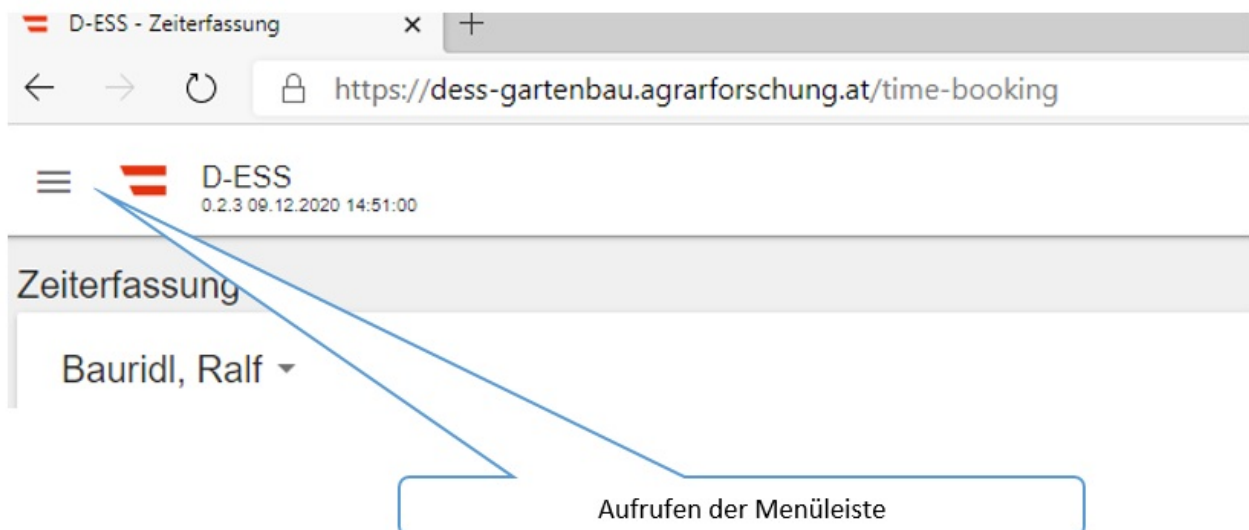 D-ESS - Zeiterfassung
https://dess-gartenbau.agrarforschung.at/time-booking
D-ESS
0.2.3 09.12.2020 14:51:00
Zeiterfassung
Bauridl, Ralf
Aufrufen der Menüleiste